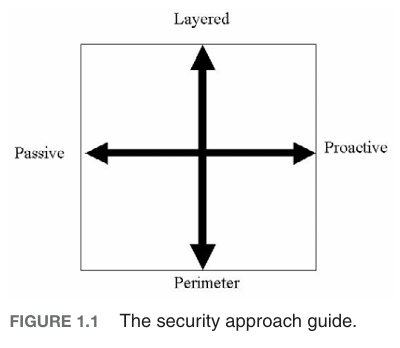 Layered
Passive
Proactive
Perimeter
FIGURE 1.1 The security approach guide.